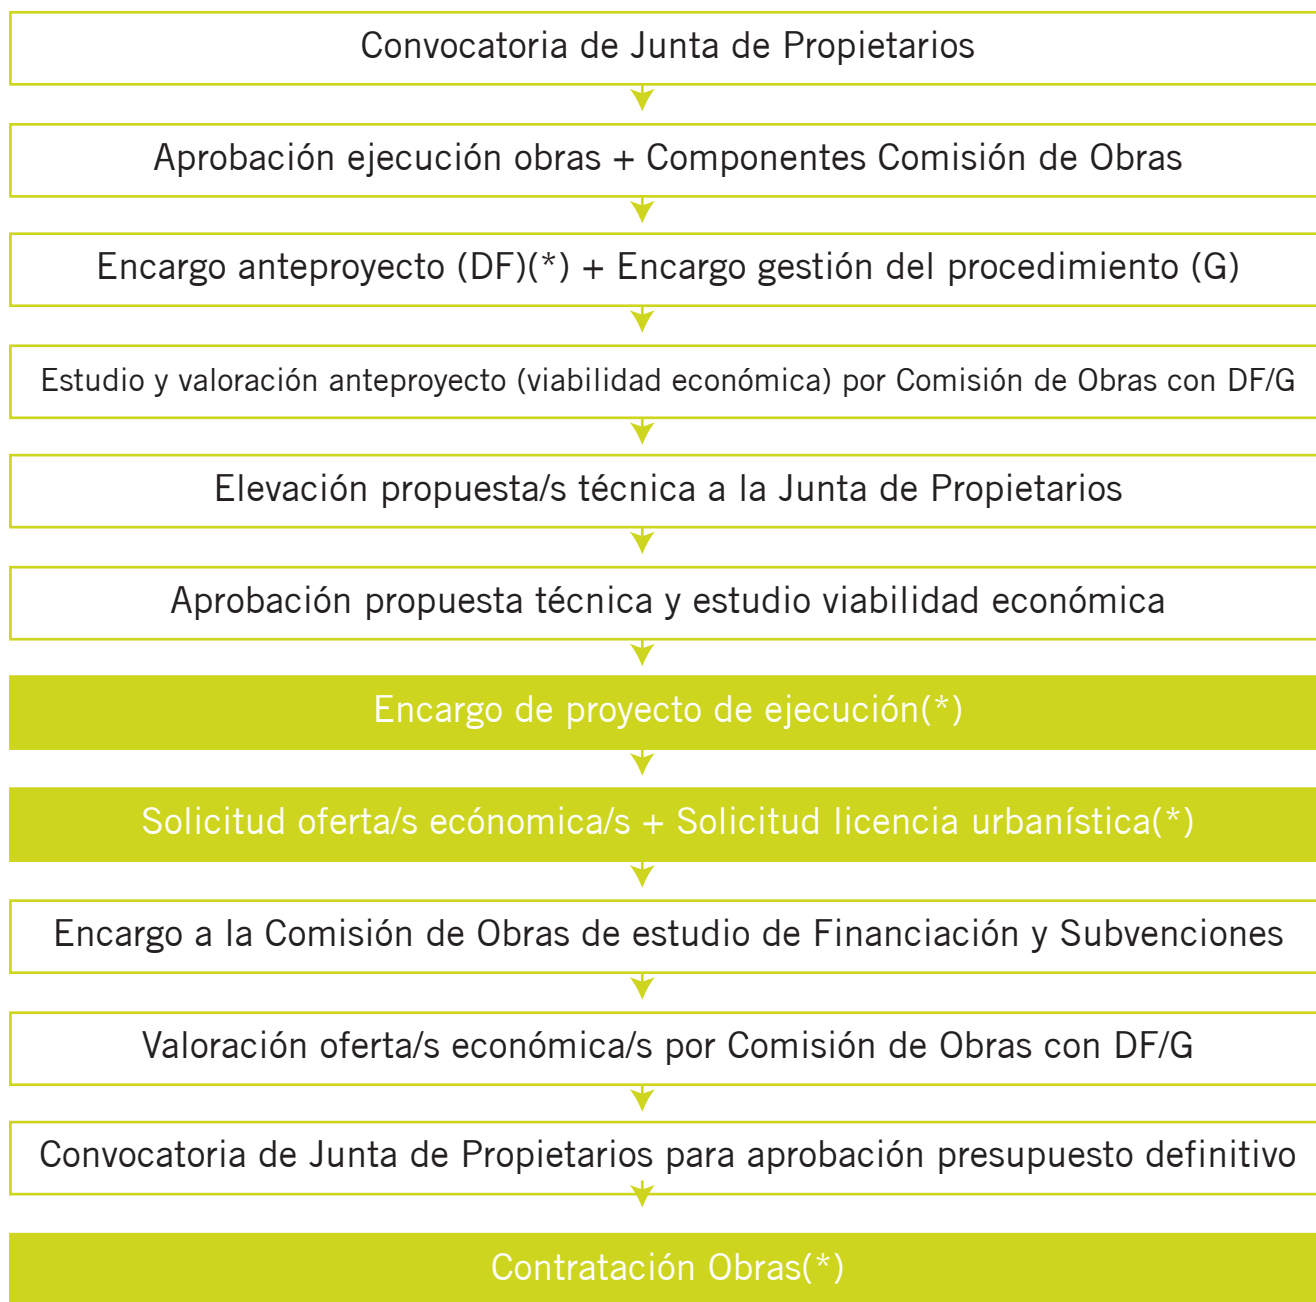 Convocatoria de Junta de Propietarios
Aprobación ejecución obras + Componentes Comisión de Obras
Encargo anteproyecto (DF)(*) + Encargo gestión del procedimiento (G)
Estudio y valoración anteproyecto (viabilidad económica) por Comisión de Obras con DF/G
Elevación propuesta/s técnica a la Junta de Propietarios
Aprobación propuesta técnica y estudio viabilidad económica
Encargo de proyecto de ejecución(*)
Solicitud oferta/s ecónomica/s + Solicitud licencia urbanística(*)
Encargo a la Comisión de Obras de estudio de Financiación y Subvenciones
Valoración oferta/s económica/s por Comisión de Obras con DF/G
Convocatoria de Junta de Propietarios para aprobación presupuesto definitivo
Contratación Obras(*)